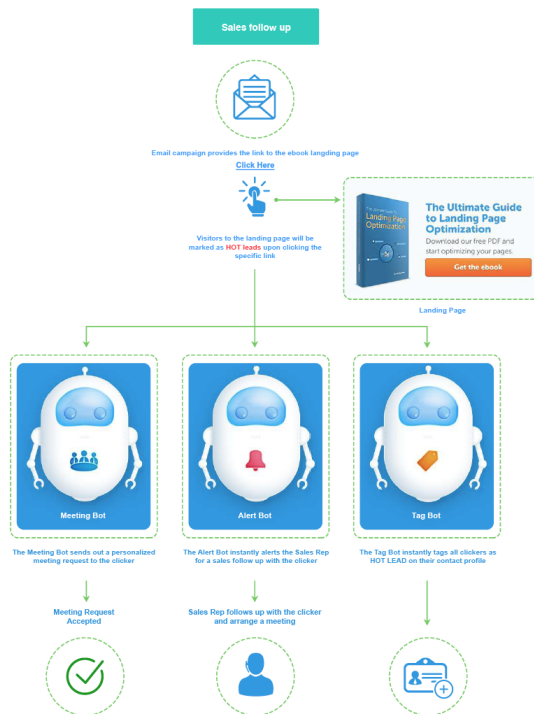 Sales follow up
Email campaign provides the link to the ebook langding page
Click Here
Visitors to the landing page will be
marked as HOT leads upon clicking the
specific link
Landing Page
Optimization
The Ultimate Guide
to Landing Page
Optimization
Download our free PDF and
start optimizing your pages.
Get the ebook
Landing Page
Meeting Bot
Alert Bot
Tag Bot
The Meeting Bot sends out a personalized
meeting request to the clicker
The Alert Bot instantly alerts the Sales Rep
for a sales follow up with the clicker
The Tag Bot instantly tags all clickers as
HOT LEAD on their contact profile
Meeting Request
Accepted
Sales Rep follows up with the clicker
and arrange a meeting